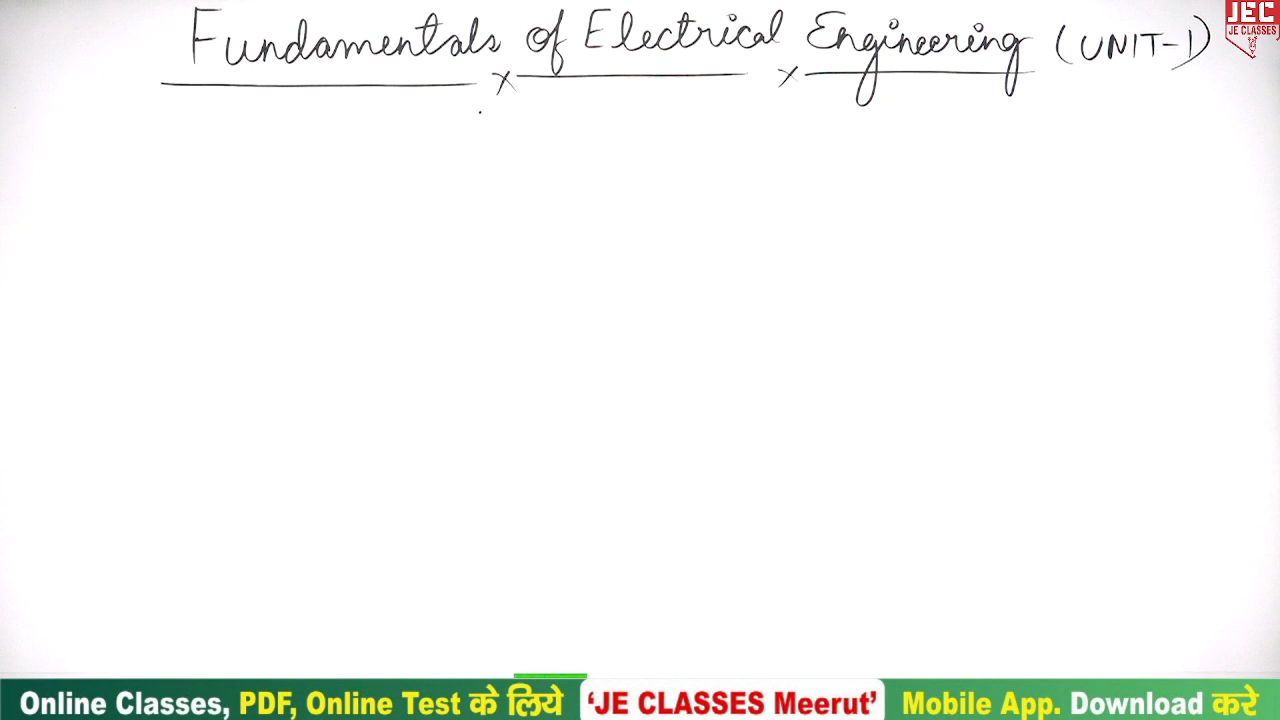 Fundamentals of Electrical Engineering (UNIT-1)
JEC
JE CLASSES
Online Classes, PDF, Online Test के लिये 'JE CLASSES Meerut' Mobile App. Download करे